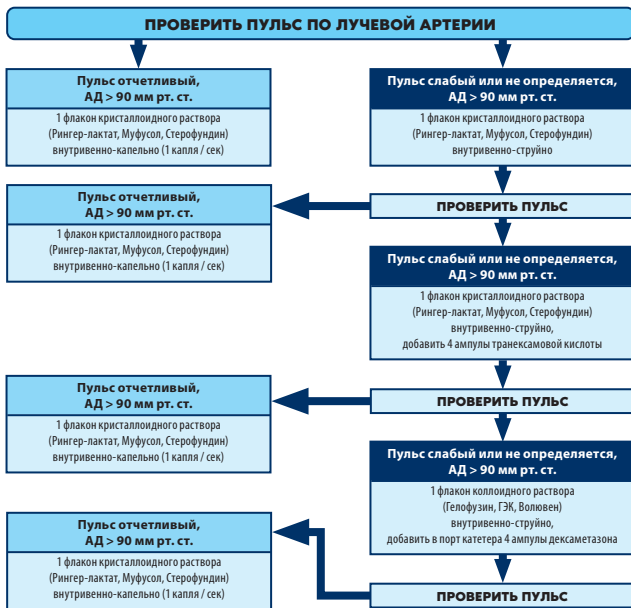 ПРОВЕРИТЬ ПУЛЬС ПО ЛУЧЕВОЙ АРТЕРИИ
Пульс отчетливый,
АД > 90 мм рт. ст.
1 флакон кристаллоидного раствора
(Рингер-лактат, Муфусол, Стерофундин)
внутривенно-капельно (1 капля / сек)
Пульс слабый или не определяется,
АД > 90 мм рт. ст.
1 флакон кристаллоидного раствора
(Рингер-лактат, Муфусол, Стерофундин)
внутривенно-струйно
ПРОВЕРИТЬ ПУЛЬС
Пульс отчетливый,
АД > 90 мм рт. ст.
1 флакон кристаллоидного раствора
(Рингер-лактат, Муфусол, Стерофундин)
внутривенно-капельно (1 капля / сек)
Пульс слабый или не определяется,
АД > 90 мм рт. ст.
1 флакон кристаллоидного раствора
(Рингер-лактат, Муфусол, Стерофундин)
внутривенно-струйно,
добавить 4 ампулы транексамовой кислоты
ПРОВЕРИТЬ ПУЛЬС
Пульс отчетливый,
АД > 90 мм рт. ст.
1 флакон кристаллоидного раствора
(Рингер-лактат, Муфусол, Стерофундин)
внутривенно-капельно (1 капля / сек)
Пульс слабый или не определяется,
АД > 90 мм рт. ст.
1 флакон коллоидного раствора
(Гелофузин, ГЭК, Волювен)
внутривенно-струйно,
добавить в порт катетера 4 ампулы дексаметазона
ПРОВЕРИТЬ ПУЛЬС
Пульс отчетливый,
АД > 90 мм рт. ст.
1 флакон кристаллоидного раствора
(Рингер-лактат, Муфусол, Стерофундин)
внутривенно-капельно (1 капля / сек)